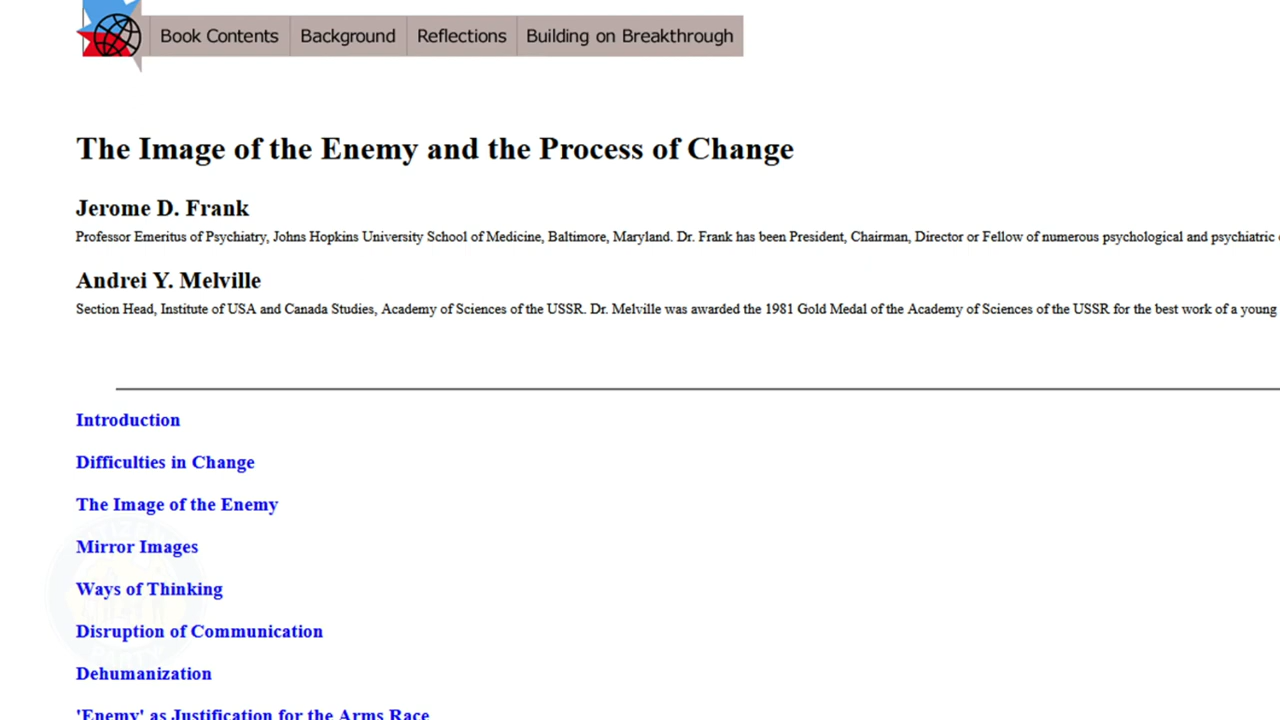 Book Contents Background Reflections Building on Breakthrough
The Image of the Enemy and the Process of Change
Jerome D. Frank
Professor Emeritus of Psychiatry, Johns Hopkins University School of Medicine, Baltimore, Maryland. Dr. Frank has been President, Chairman, Director or Fellow of numerous psychological and psychiatric
Andrei Y. Melville
Section Head, Institute of USA and Canada Studies, Academy of Sciences of the USSR. Dr. Melville was awarded the 1981 Gold Medal of the Academy of Sciences of the USSR for the best work of a young
Introduction
Difficulties in Change
The Image of the Enemy
Mirror Images
Ways of Thinking
Disruption of Communication
Dehumanization
'Enemy' as Justification for the Arms Race